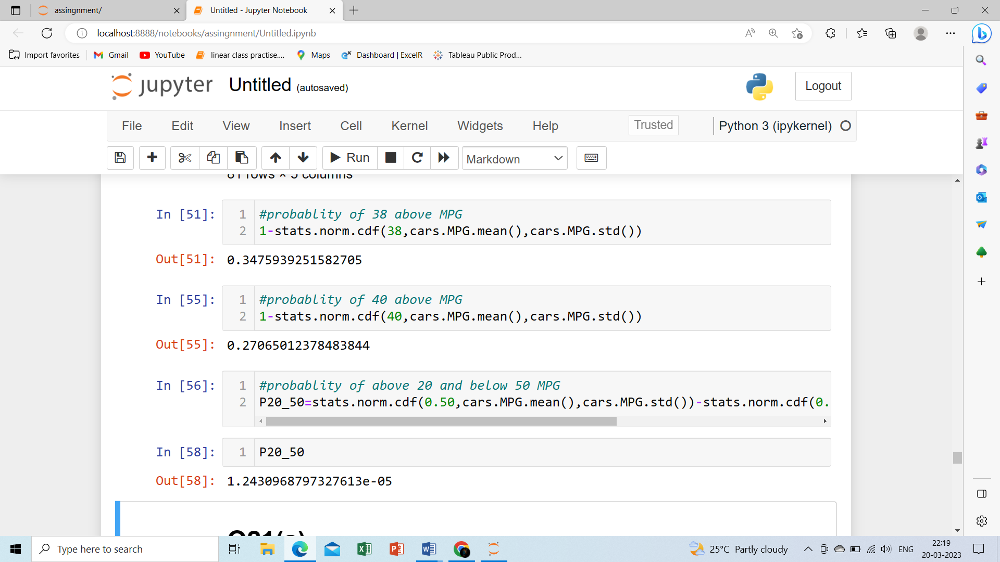 assingnment/
Untitled - Jupyter Notebook
localhost:8888/notebooks/assingnment/Untitled.ipynb
Import favorites
Gmail
YouTube
linear class practise....
Maps
Dashboard | ExcelR
Tableau Public Prod...
jupyter Untitled (autosaved)
Logout
File Edit View Insert Cell Kernel Widgets Help
Trusted
Python 3 (ipykernel)
Run
Markdown
81 rows × 5 columns
In [51]:
1 #probablity of 38 above MPG
2 1-stats.norm.cdf(38,cars.MPG.mean(),cars.MPG.std())
Out[51]: 0.3475939251582705
In [55]:
1 #probablity of 40 above MPG
2 1-stats.norm.cdf(40,cars.MPG.mean(),cars.MPG.std())
Out[55]: 0.27065012378483844
In [56]:
1 #probablity of above 20 and below 50 MPG
2 P20_50=stats.norm.cdf(0.50,cars.MPG.mean(),cars.MPG.std())-stats.norm.cdf(0.
In [58]:
1 P20_50
Out[58]: 1.2430968797327613e-05
Q21(a)
Type here to search
25°C Partly cloudy
ENG
22:19
20-03-2023